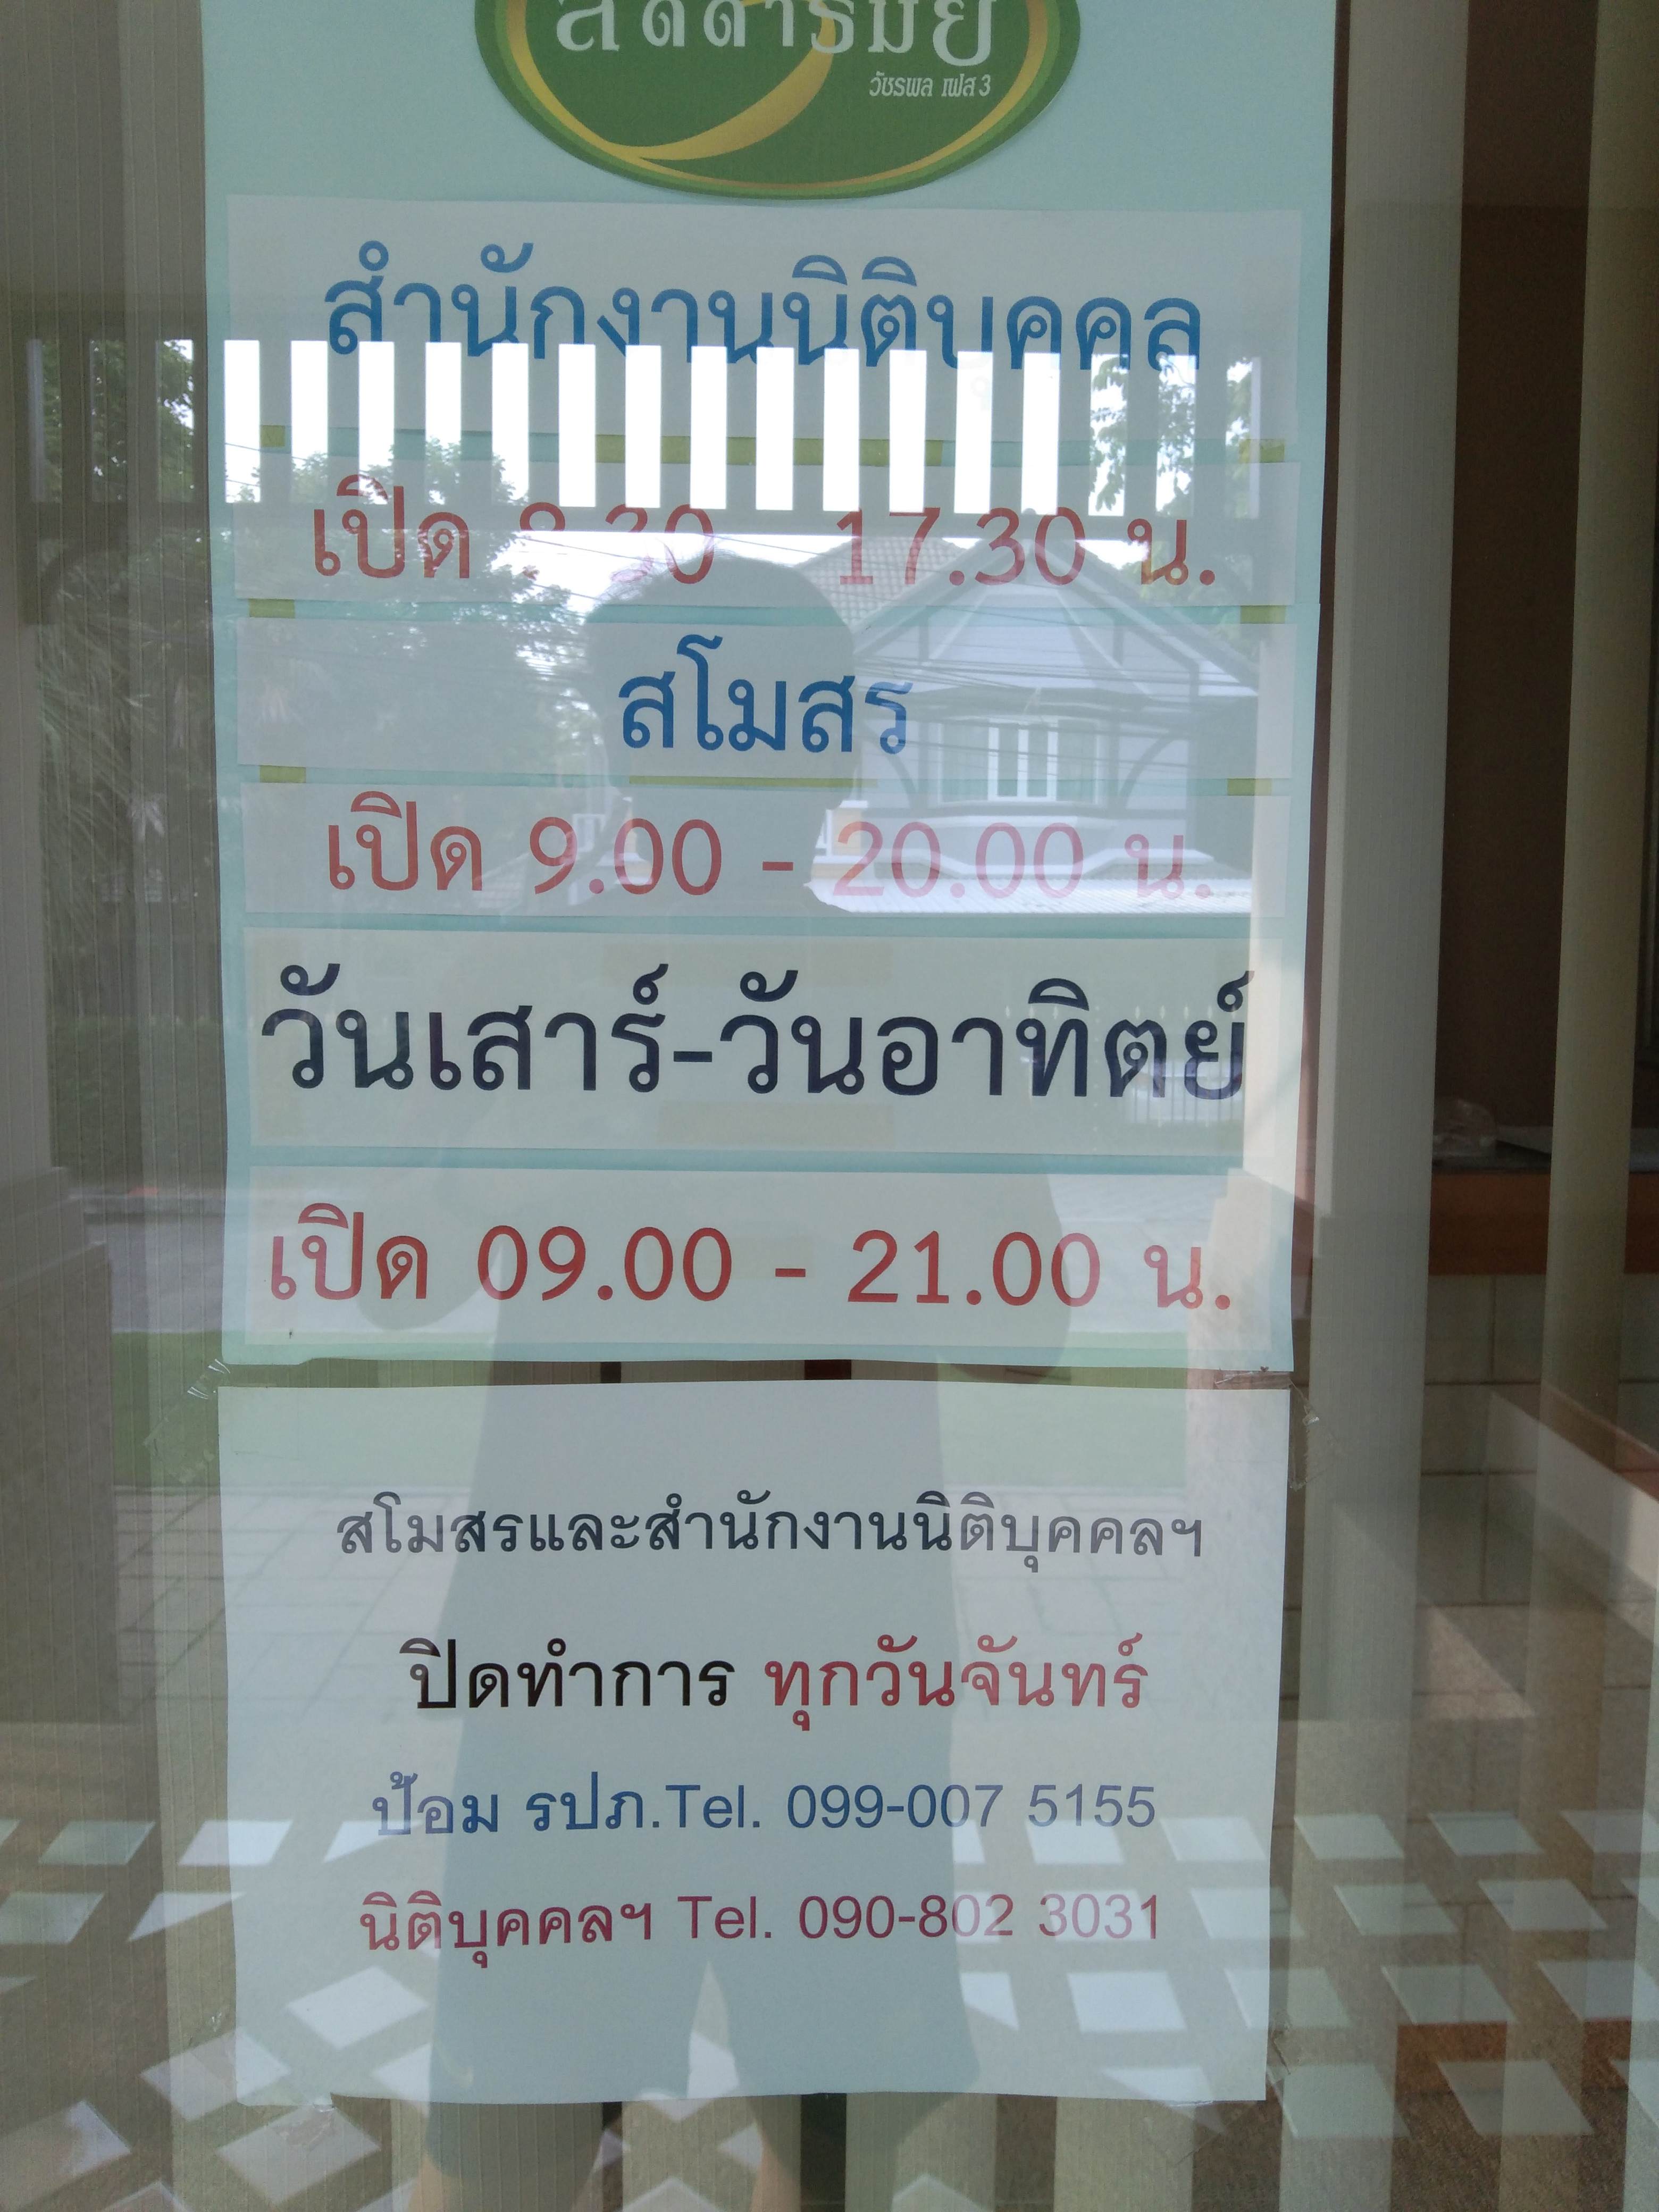 วัชรพล เฟส 3
สำนักงานนิติบุคคล
เปิด 17.30 น.
สโมสร
เปิด 9.00 - 20.00 น.
วันเสาร์-วันอาทิตย์
เปิด 09.00 - 21.00 น.
สโมสรและสำนักงานนิติบุคคลฯ
ปิดทำการ ทุกวันจันทร์
ป้อม รปภ.Tel. 099-007 5155
นิติบุคคลฯ Tel. 090-802 3031